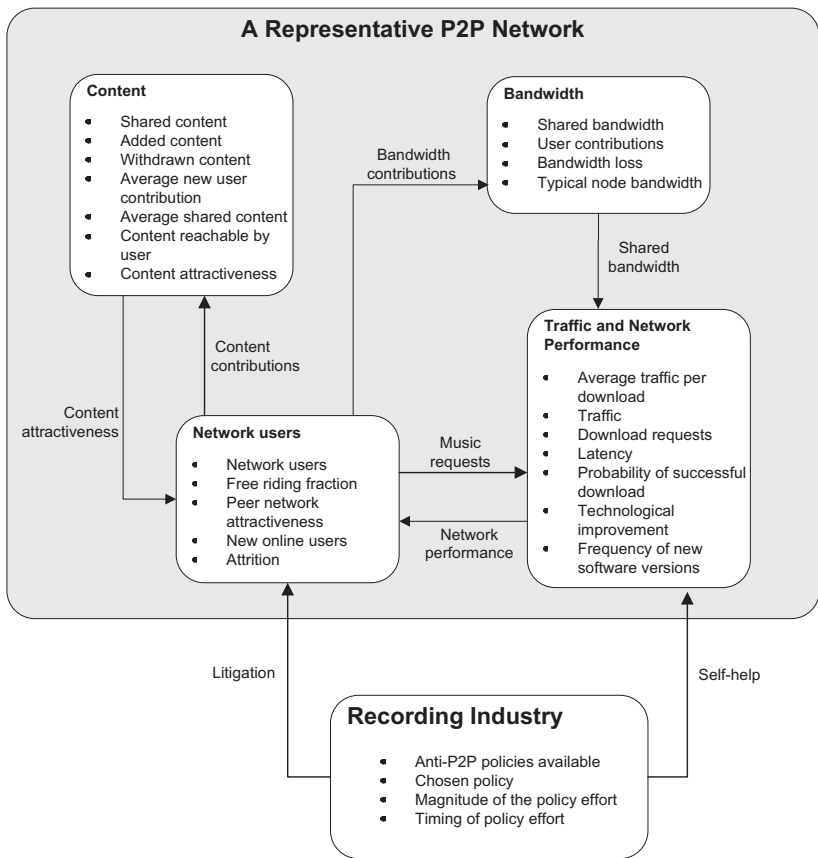 A Representative P2P Network
Content
• Shared content
• Added content
• Withdrawn content
• Average new user
contribution
• Average shared content
• Content reachable by
user
• Content attractiveness
Bandwidth
• Shared bandwidth
• User contributions
• Bandwidth loss
• Typical node bandwidth
Bandwidth
contributions
Shared
bandwidth
Content
contributions
Content
attractiveness
Traffic and Network
Performance
• Average traffic per
download
• Traffic
• Download requests
• Latency
• Probability of successful
download
• Technological
improvement
• Frequency of new
software versions
Network users
• Network users
• Free riding fraction
• Peer network
attractiveness
• New online users
• Attrition
Music
requests
Network
performance
Litigation
Self-help
Recording Industry
• Anti-P2P policies available
• Chosen policy
• Magnitude of the policy effort
• Timing of policy effort